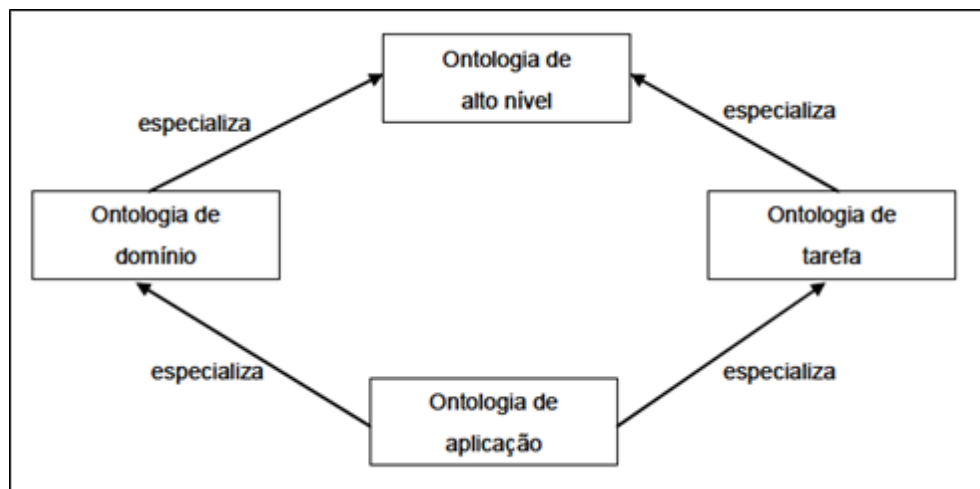 Ontologia de
alto nível
especializa
especializa
Ontologia de
domínio
Ontologia de
tarefa
especializa
especializa
Ontologia de
aplicação